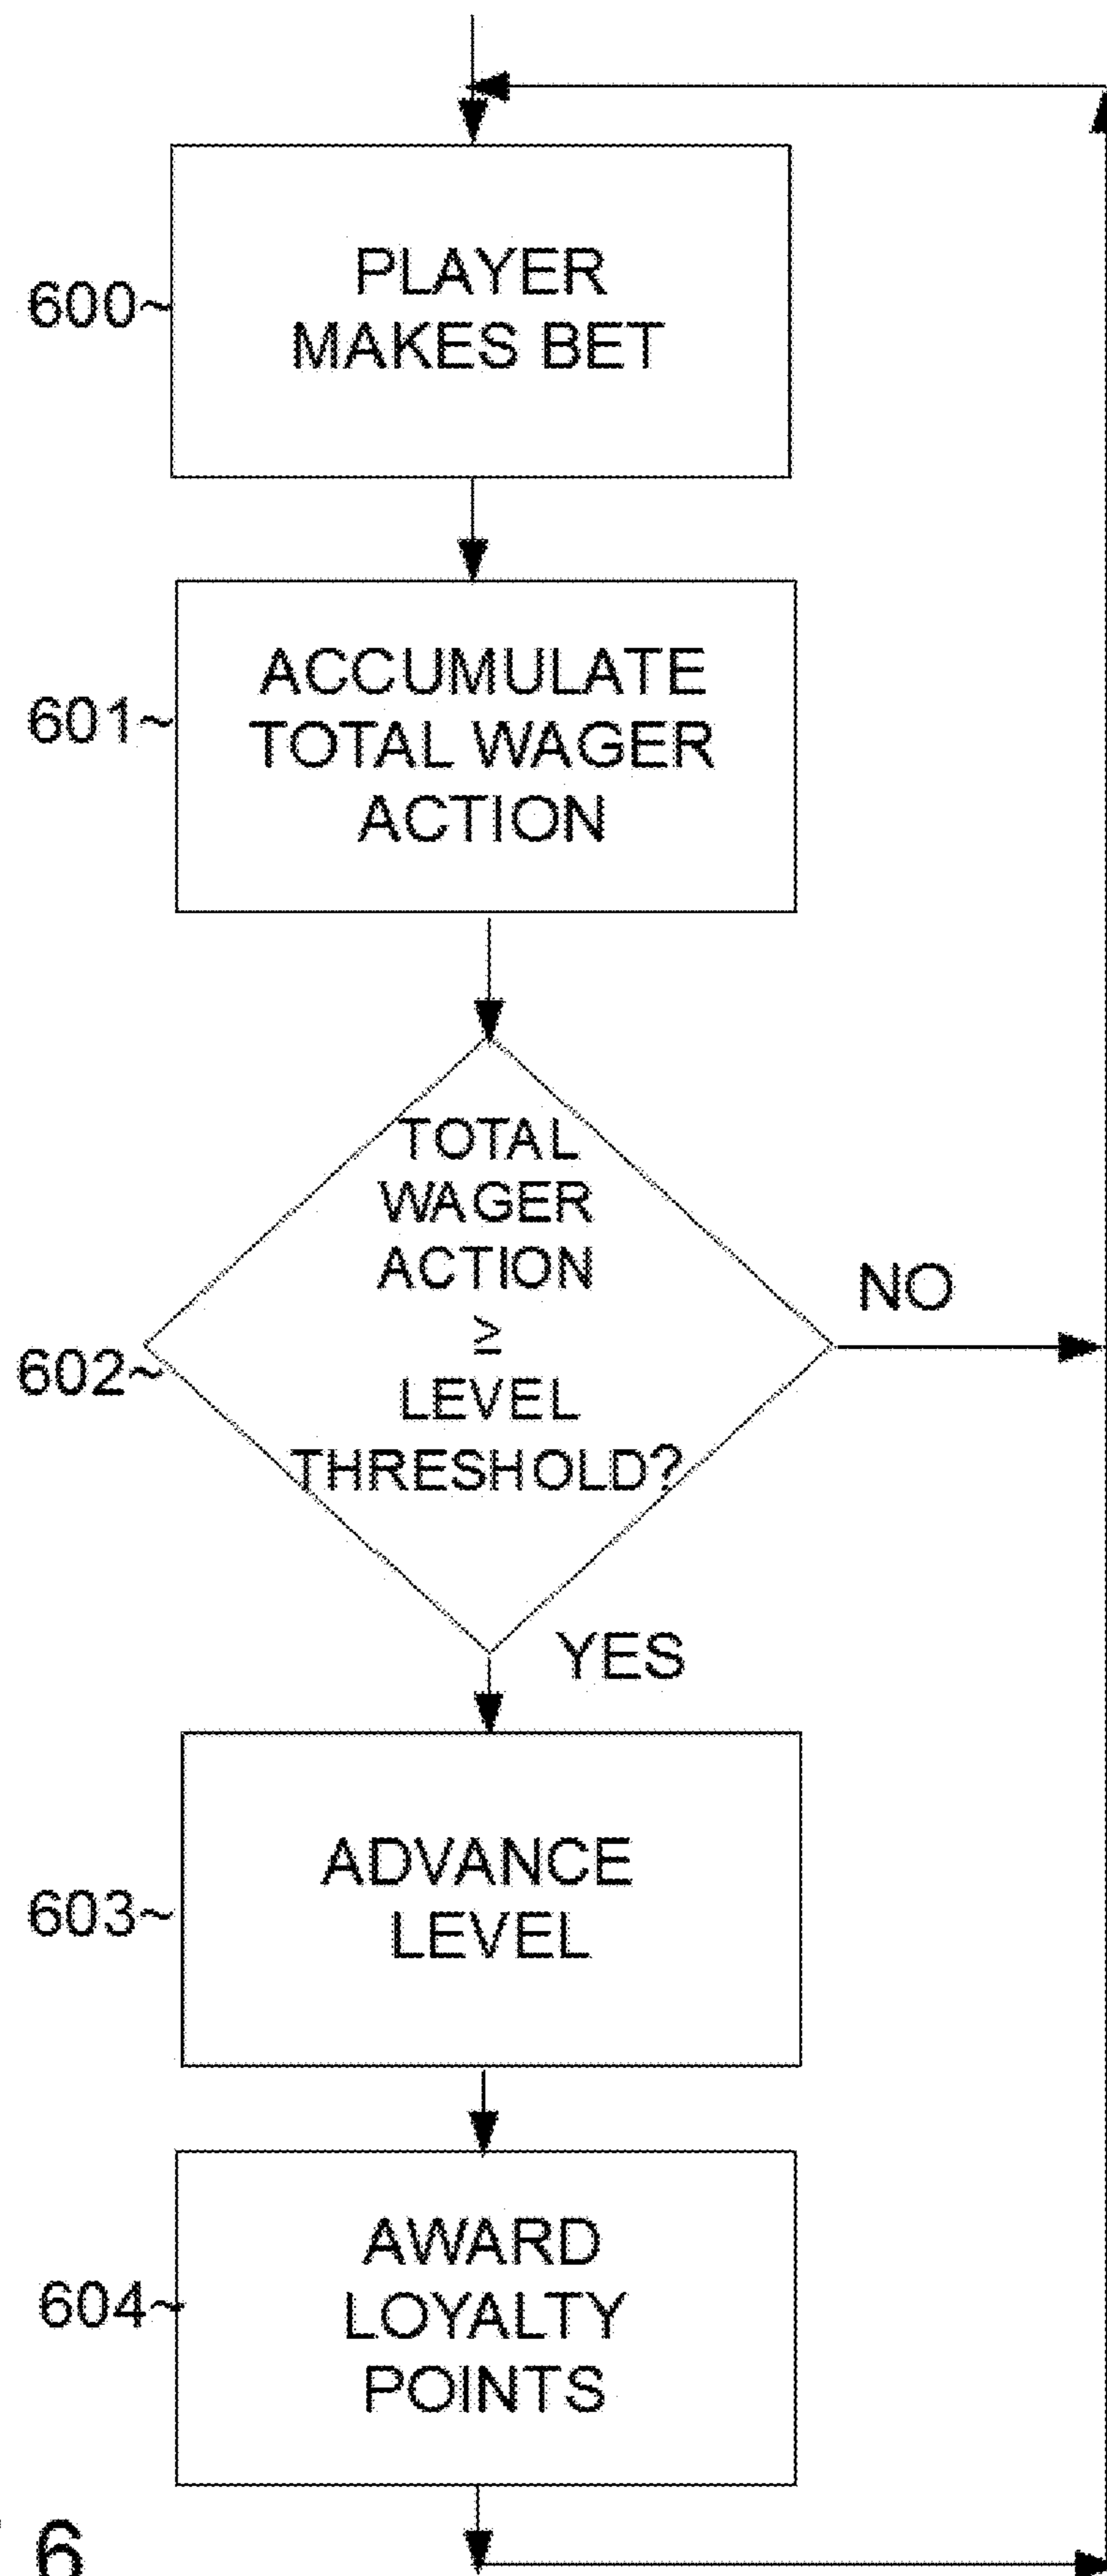 PLAYER
MAKES BET
600~
ACCUMULATE
TOTAL WAGER
ACTION
601~
TOTAL
WAGER
ACTION
≥
LEVEL
THRESHOLD?
602~
NO
YES
ADVANCE
LEVEL
603~
AWARD
LOYALTY
POINTS
604~
6